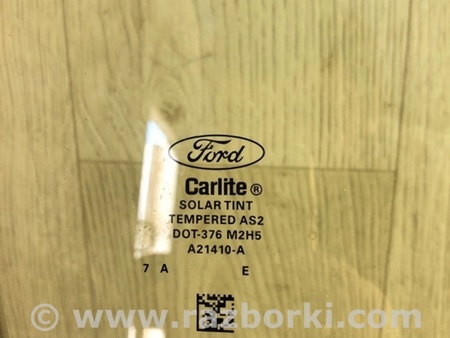 Ford
Carlite®
SOLAR TINT
TEMPERED AS2
DOT-376 M2H5
A21410-A
7 A E
© www.razborki.com